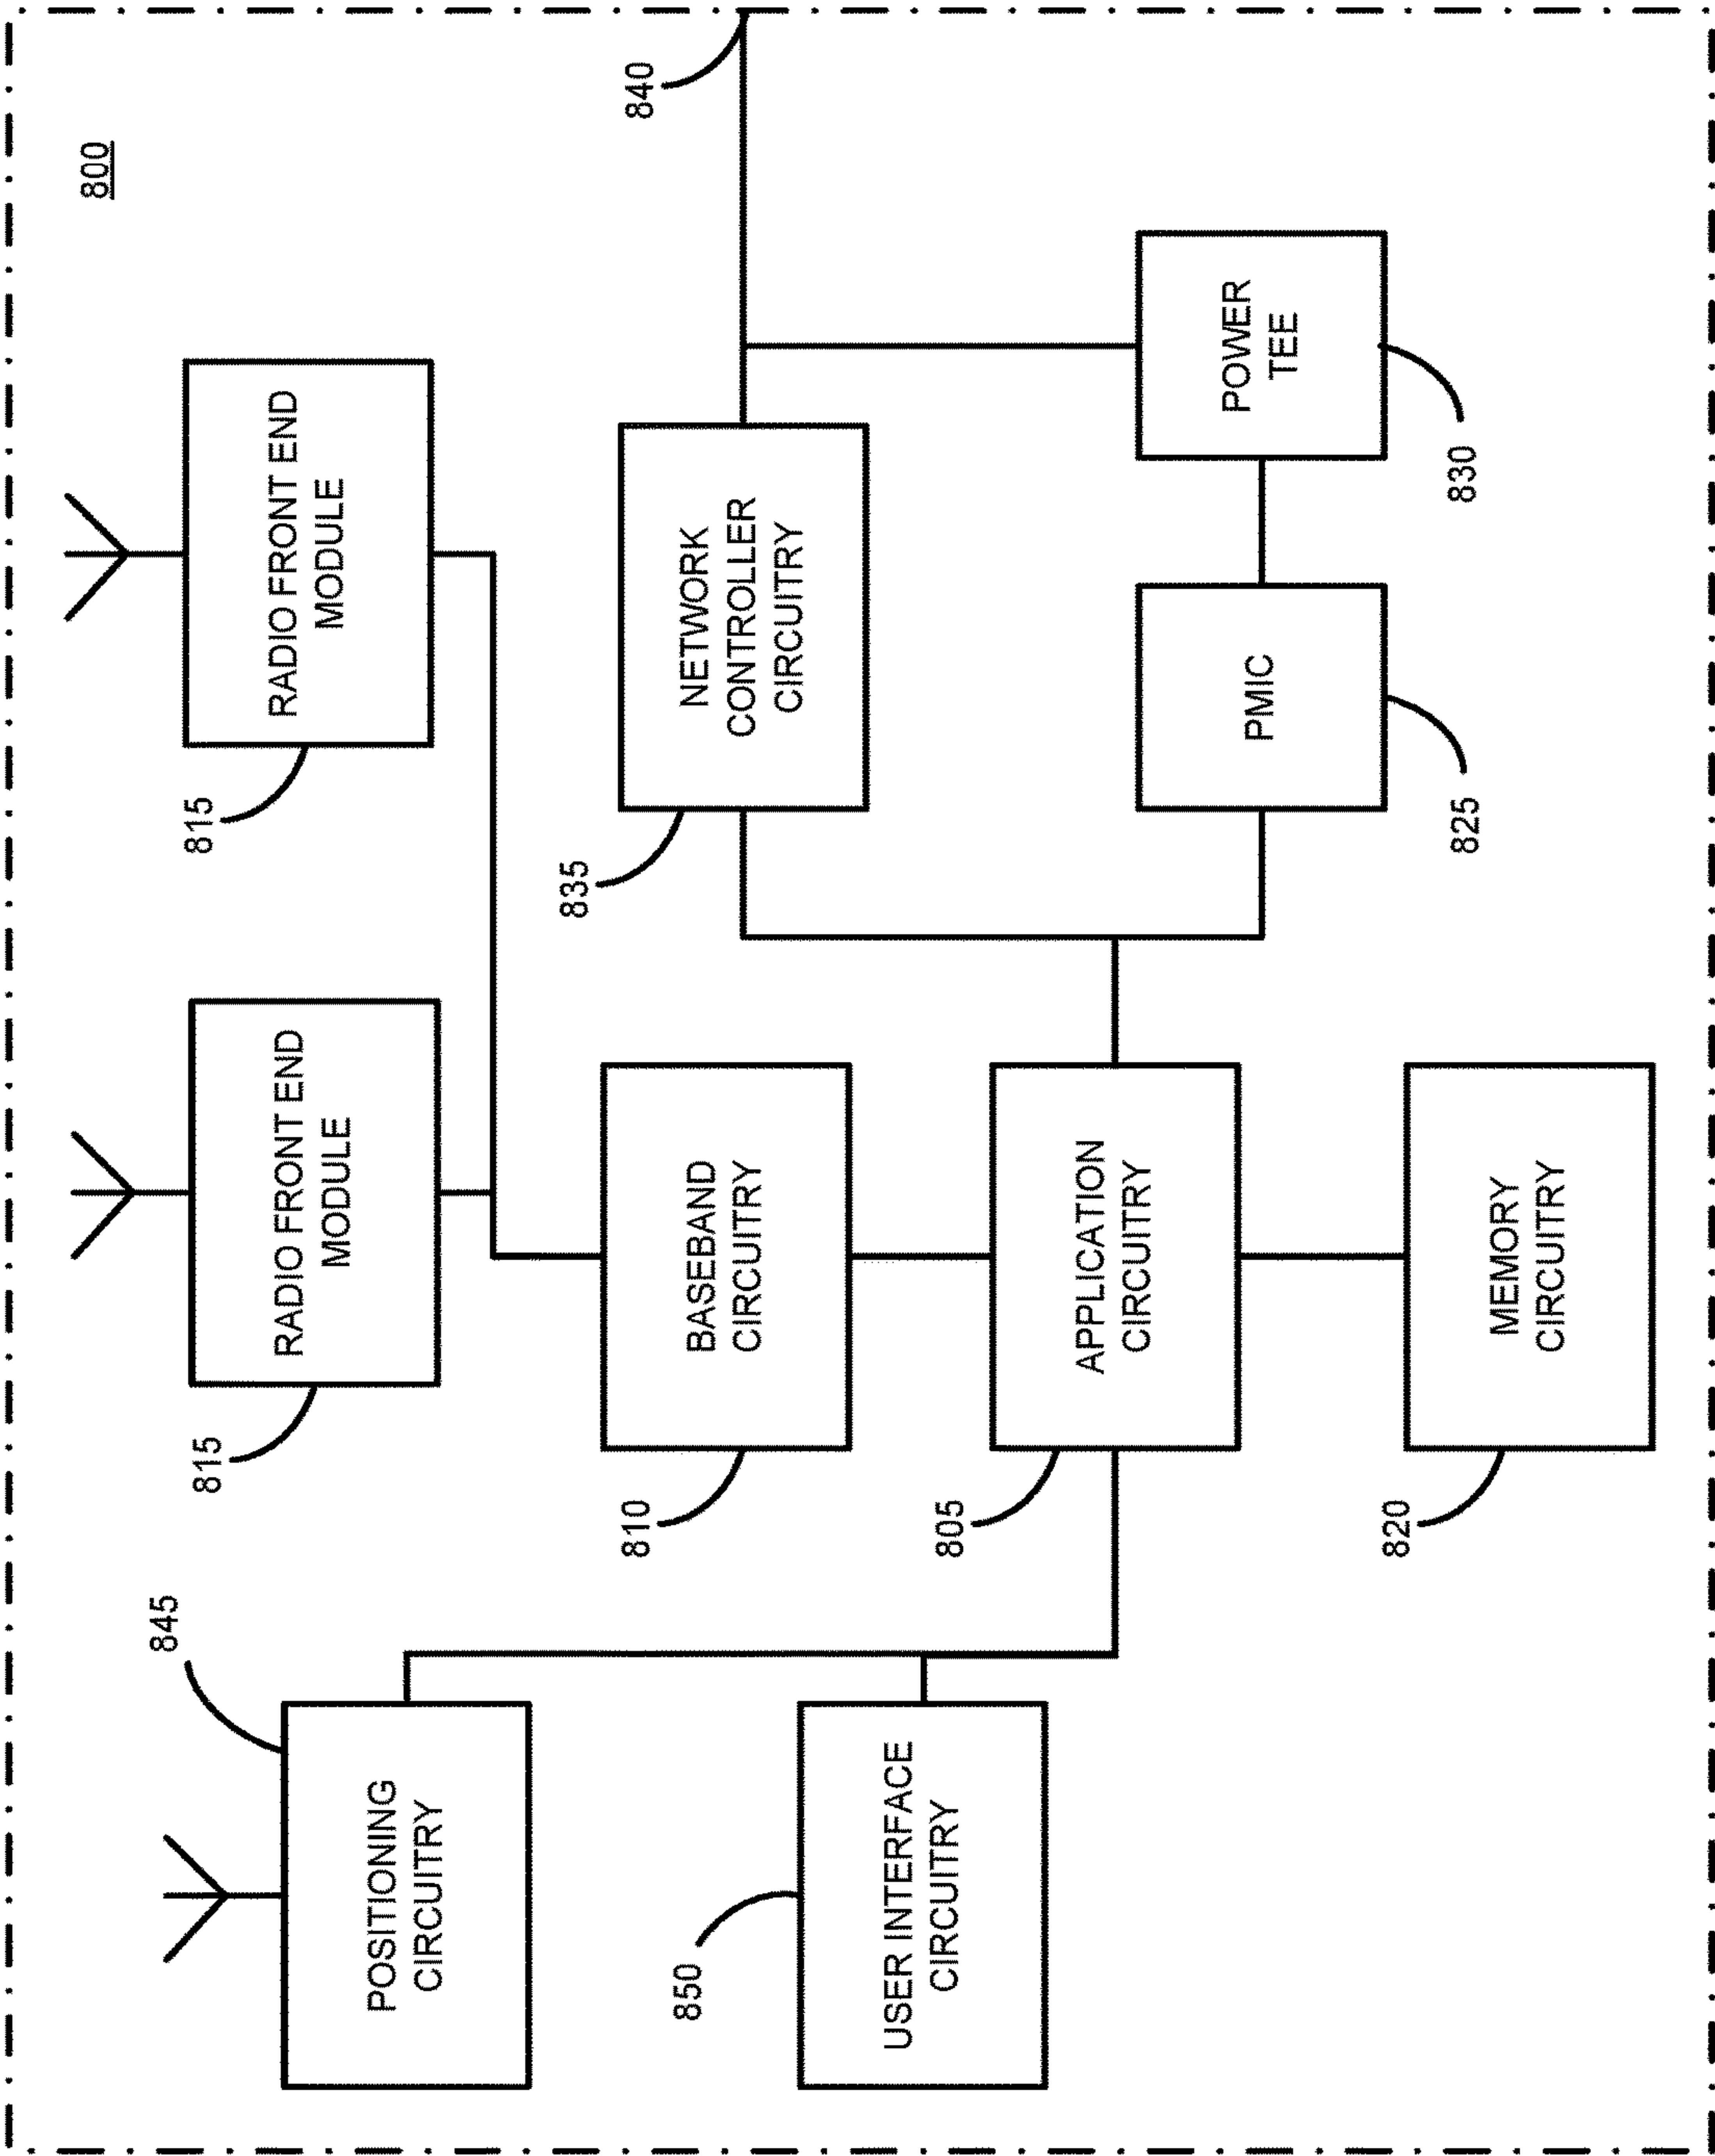 800
845
POSITIONING
CIRCUITRY
850
USER INTERFACE
CIRCUITRY
815
RADIO FRONT END
MODULE
815
RADIO FRONT END
MODULE
810
BASEBAND
CIRCUITRY
805
APPLICATION
CIRCUITRY
820
MEMORY
CIRCUITRY
835
NETWORK
CONTROLLER
CIRCUITRY
840
PMIC
825
POWER
TEE
830